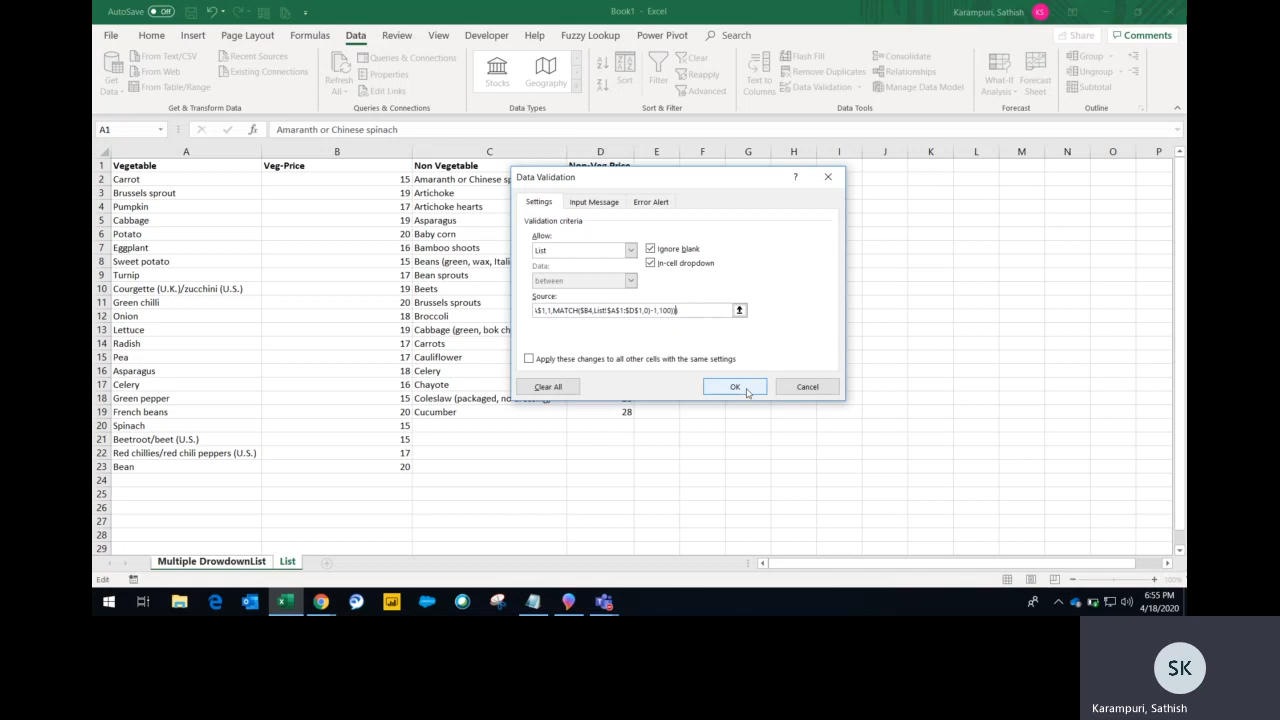 AutoSave Off
Book1 - Excel
Karampuri, Sathish KS
File Home Insert Page Layout Formulas Data Review View Developer Help Fuzzy Lookup Power Pivot Search
Share Comments
Get Data
From Text/CSV
From Web
From Table/Range
Recent Sources
Existing Connections
Get & Transform Data
Refresh All
Queries & Connections
Properties
Edit Links
Queries & Connections
Stocks Geography
Data Types
Sort
Filter
Clear
Reapply
Advanced
Sort & Filter
Text to Columns
Flash Fill
Remove Duplicates
Data Validation
Consolidate
Relationships
Manage Data Model
Data Tools
What-If Analysis
Forecast Sheet
Forecast
Group
Ungroup
Subtotal
Outline
A1 fx Amaranth or Chinese spinach
A B C D E F G H I J K L M N O P
1 Vegetable Veg-Price Non Vegetable Non-Veg Price
2 Carrot 15 Amaranth or Chinese sp
3 Brussels sprout 19 Artichoke
4 Pumpkin 17 Artichoke hearts
5 Cabbage 19 Asparagus
6 Potato 20 Baby corn
7 Eggplant 16 Bamboo shoots
8 Sweet potato 15 Beans (green, wax, Itali
9 Turnip 17 Bean sprouts
10 Courgette (U.K.)/zucchini (U.S.) 19 Beets
11 Green chilli 20 Brussels sprouts
12 Onion 18 Broccoli
13 Lettuce 19 Cabbage (green, bok ch
14 Radish 17 Carrots
15 Pea 17 Cauliflower
16 Asparagus 18 Celery
17 Celery 16 Chayote
18 Green pepper 15 Coleslaw (packaged, no
19 French beans 20 Cucumber 28
20 Spinach 15
21 Beetroot/beet (U.S.) 15
22 Red chillies/red chili peppers (U.S.) 17
23 Bean 20
24
25
26
27
28
29
Data Validation ?
Settings Input Message Error Alert
Validation criteria
Allow:
List
Ignore blank
In-cell dropdown
Data:
between
Source:
\$1,1,MATCH($B4,List!$A$1:$D$1,0)-1,100))
Apply these changes to all other cells with the same settings
Clear All OK Cancel
Multiple DrowdownList List
Edit
100%
6:55 PM
4/18/2020
SK
Karampuri, Sathish